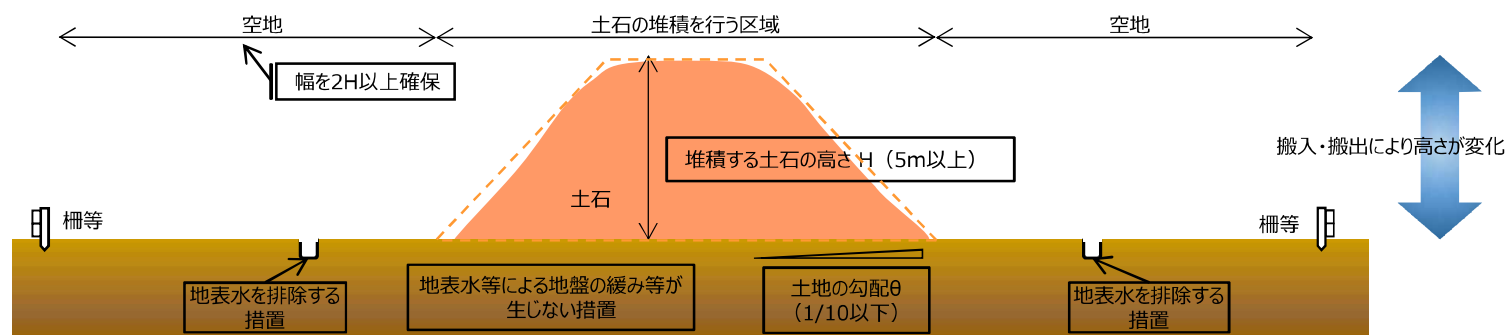 空地
土石の堆積を行う区域
空地
幅を2H以上確保
堆積する土石の高さ H（5m以上）
搬入・搬出により高さが変化
土石
柵等
柵等
地表水を排除する
措置
地表水等による地盤の緩み等が
生じない措置
土地の勾配θ
（1/10以下）
地表水を排除する
措置